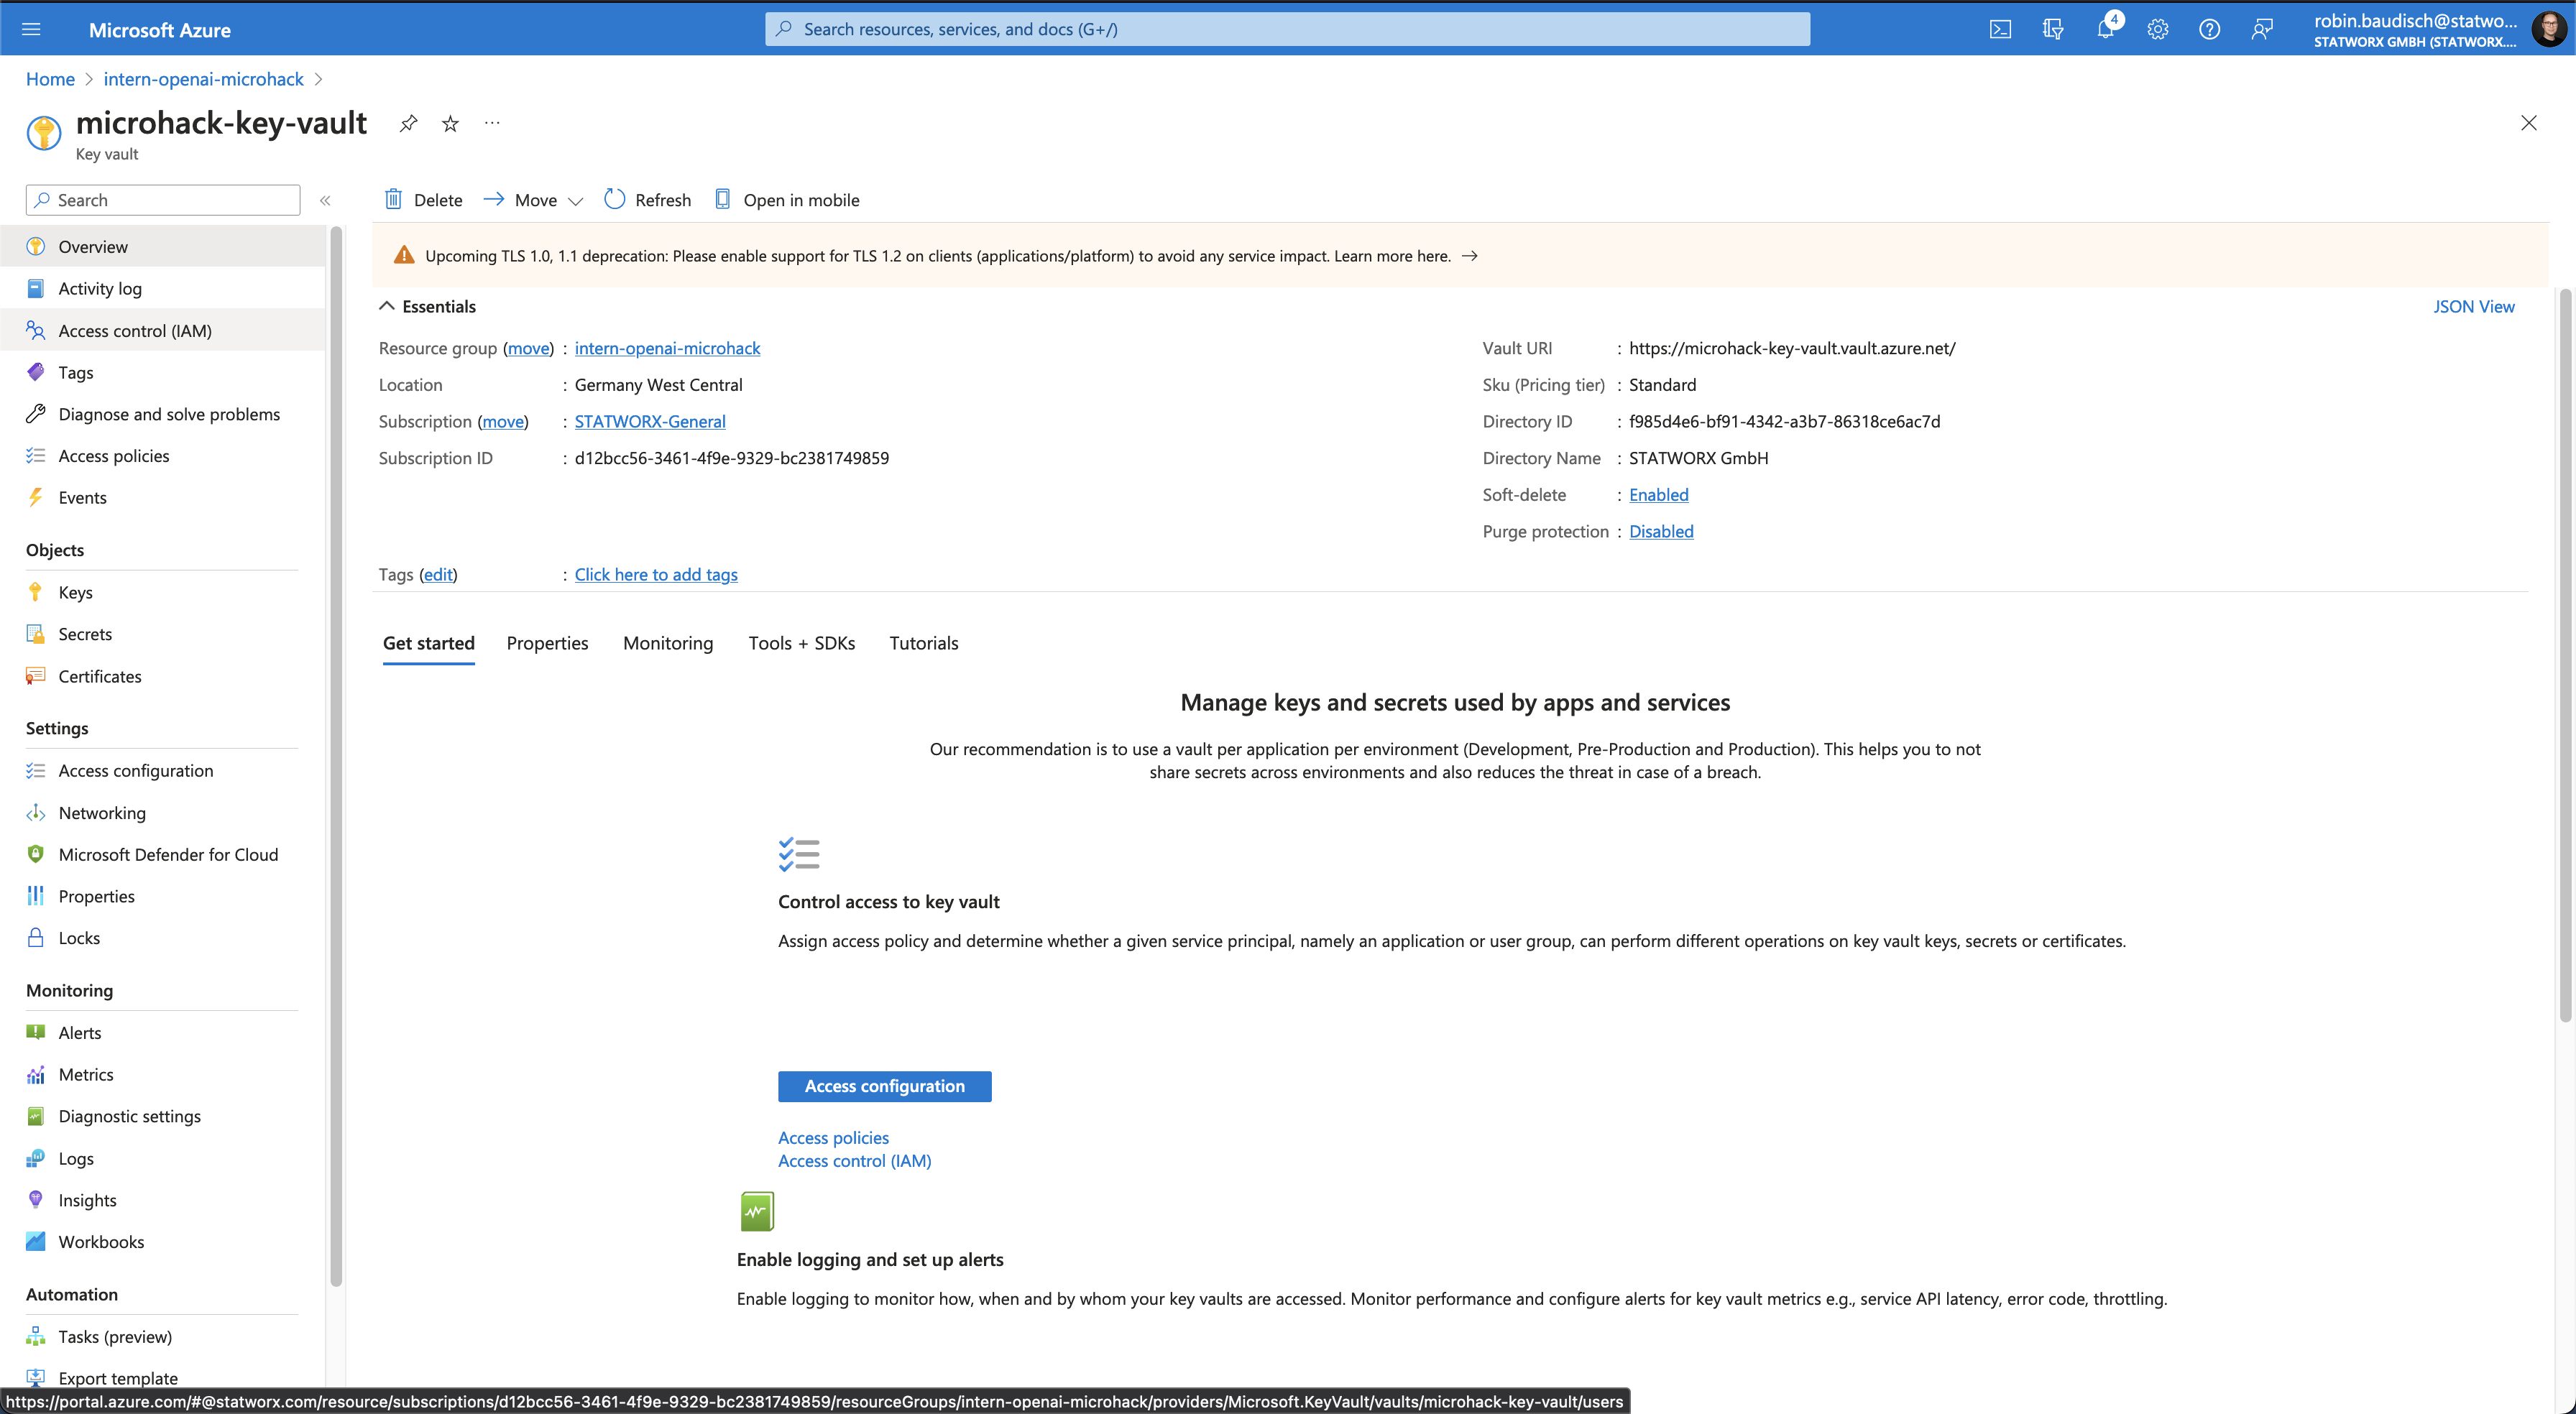 Microsoft Azure
Search resources, services, and docs (G+/)
4
robin.baudisch@statwo...
STATWORX GMBH (STATWORX....
Home > intern-openai-microhack >
microhack-key-vault
...
Key vault
Search
«
Delete
Move
Refresh
Open in mobile
Overview
Activity log
Access control (IAM)
Tags
Diagnose and solve problems
Access policies
Events
Objects
Keys
Secrets
Certificates
Settings
Access configuration
Networking
Microsoft Defender for Cloud
Properties
Locks
Monitoring
Alerts
Metrics
Diagnostic settings
Logs
Insights
Workbooks
Automation
Tasks (preview)
Export template
Upcoming TLS 1.0, 1.1 deprecation: Please enable support for TLS 1.2 on clients (applications/platform) to avoid any service impact. Learn more here. →
Essentials
JSON View
Resource group (move) : intern-openai-microhack
Location : Germany West Central
Subscription (move) : STATWORX-General
Subscription ID : d12bcc56-3461-4f9e-9329-bc2381749859
Vault URI : https://microhack-key-vault.vault.azure.net/
Sku (Pricing tier) : Standard
Directory ID : f985d4e6-bf91-4342-a3b7-86318ce6ac7d
Directory Name : STATWORX GmbH
Soft-delete : Enabled
Purge protection : Disabled
Tags (edit) : Click here to add tags
Get started Properties Monitoring Tools + SDKs Tutorials
Manage keys and secrets used by apps and services
Our recommendation is to use a vault per application per environment (Development, Pre-Production and Production). This helps you to not
share secrets across environments and also reduces the threat in case of a breach.
Control access to key vault
Assign access policy and determine whether a given service principal, namely an application or user group, can perform different operations on key vault keys, secrets or certificates.
Access configuration
Access policies
Access control (IAM)
Enable logging and set up alerts
Enable logging to monitor how, when and by whom your key vaults are accessed. Monitor performance and configure alerts for key vault metrics e.g., service API latency, error code, throttling.
https://portal.azure.com/#@statworx.com/resource/subscriptions/d12bcc56-3461-4f9e-9329-bc2381749859/resourceGroups/intern-openai-microhack/providers/Microsoft.KeyVault/vaults/microhack-key-vault/users